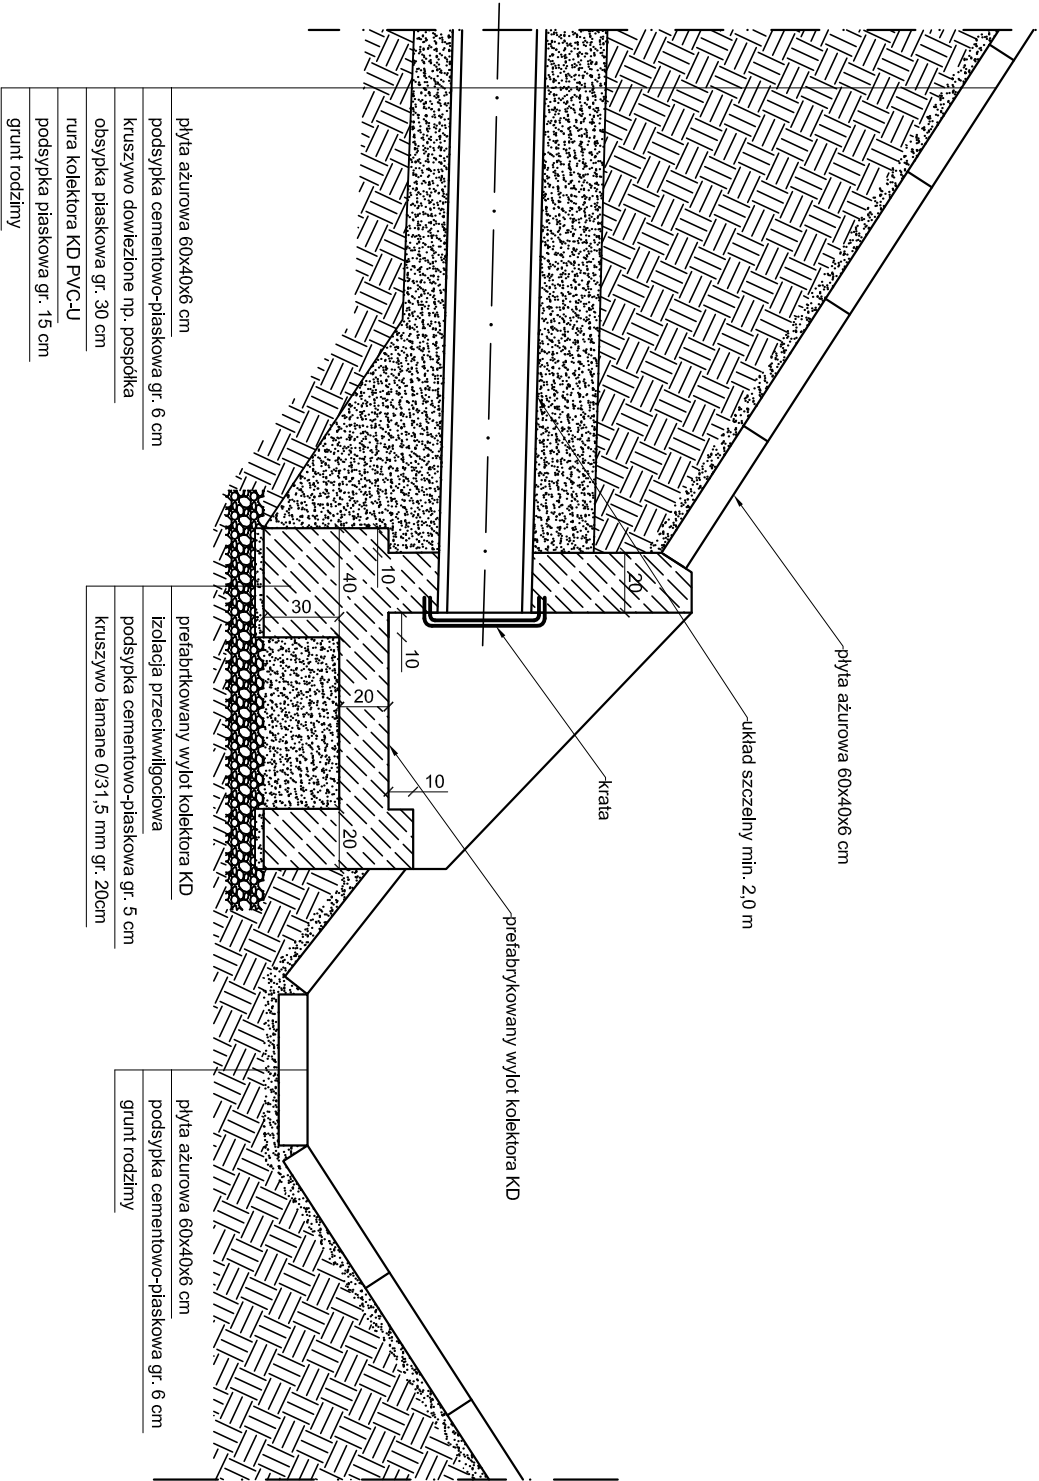 płyta ażurowa 60x40x6 cm
układ szczelny min. 2,0 m
krata
prefabrykowany wylot kolektora KD
20
10
40
30
10
20
10
20
płyta ażurowa 60x40x6 cm
podsypka cementowo-piaskowa gr. 6 cm
kruszywo dowiezione np. pospółka
obsypka piaskowa gr. 30 cm
rura kolektora KD PVC-U
podsypka piaskowa gr. 15 cm
grunt rodzimy
prefabrtkowany wylot kolektora KD
izolacja przeciwwilgociowa
podsypka cementowo-piaskowa gr. 5 cm
kruszywo łamane 0/31,5 mm gr. 20cm
płyta ażurowa 60x40x6 cm
podsypka cementowo-piaskowa gr. 6 cm
grunt rodzimy